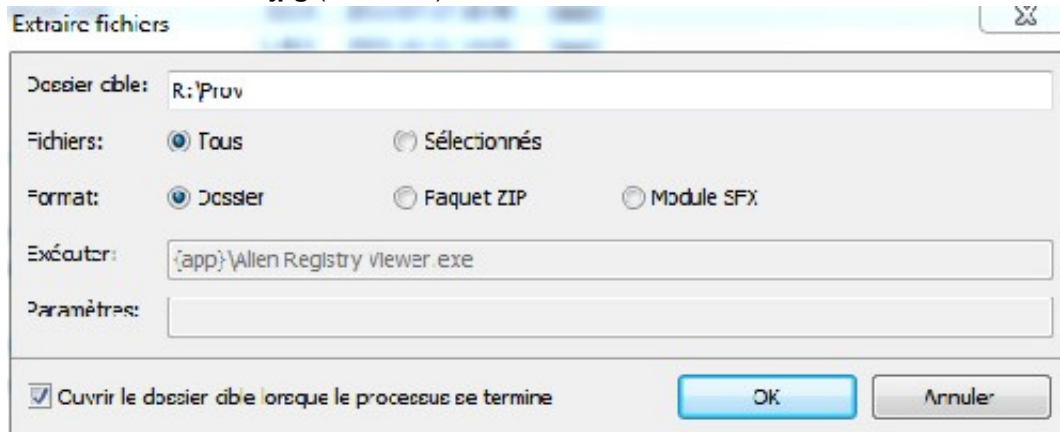 Extraire fichiers
Dossier cible: R:\Prov
Fichiers: Tous Sélectionnés
Format: Dossier Paquet ZIP Module SFX
Exécuter: {app}\Alien Registry Viewer.exe
Paramètres:
Ouvrir le dossier cible lorsque le processus se termine OK Annuler